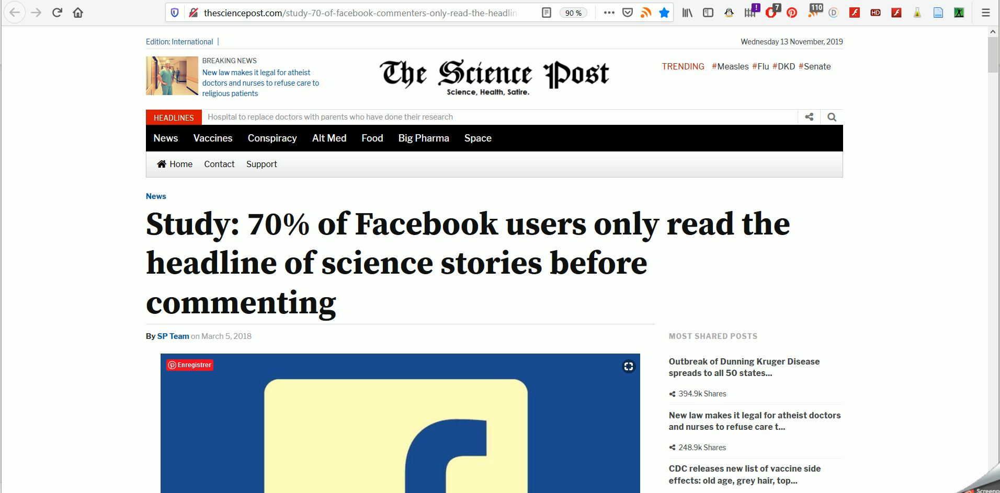 thesciencepost.com/study-70-of-facebook-commenters-only-read-the-headlin
90 %
! 7 110 D HD
Edition: International |
Wednesday 13 November, 2019
BREAKING NEWS
New law makes it legal for atheist
doctors and nurses to refuse care to
religious patients
The Science Post
Science, Health, Satire.
TRENDING #Measles #Flu #DKD #Senate
HEADLINES Hospital to replace doctors with parents who have done their research
News Vaccines Conspiracy Alt Med Food Big Pharma Space
Home Contact Support
News
Study: 70% of Facebook users only read the
headline of science stories before
commenting
By SP Team on March 5, 2018
Enregistrer
f
MOST SHARED POSTS
Outbreak of Dunning Kruger Disease
spreads to all 50 states...
394.9k Shares
New law makes it legal for atheist doctors
and nurses to refuse care t...
248.9k Shares
CDC releases new list of vaccine side
effects: old age, grey hair, top...